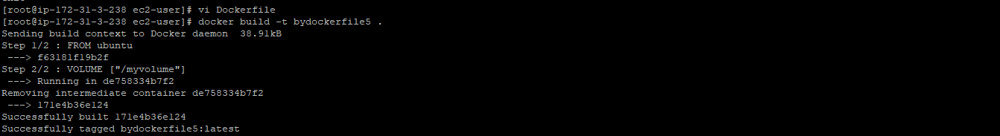 [root@ip-172-31-3-238 ec2-user]# vi Dockerfile
[root@ip-172-31-3-238 ec2-user]# docker build -t bydockerfile5 .
Sending build context to Docker daemon  38.91kB
Step 1/2 : FROM ubuntu
 ---> f63181f19b2f
Step 2/2 : VOLUME ["/myvolume"]
 ---> Running in de758334b7f2
Removing intermediate container de758334b7f2
 ---> 171e4b36e124
Successfully built 171e4b36e124
Successfully tagged bydockerfile5:latest